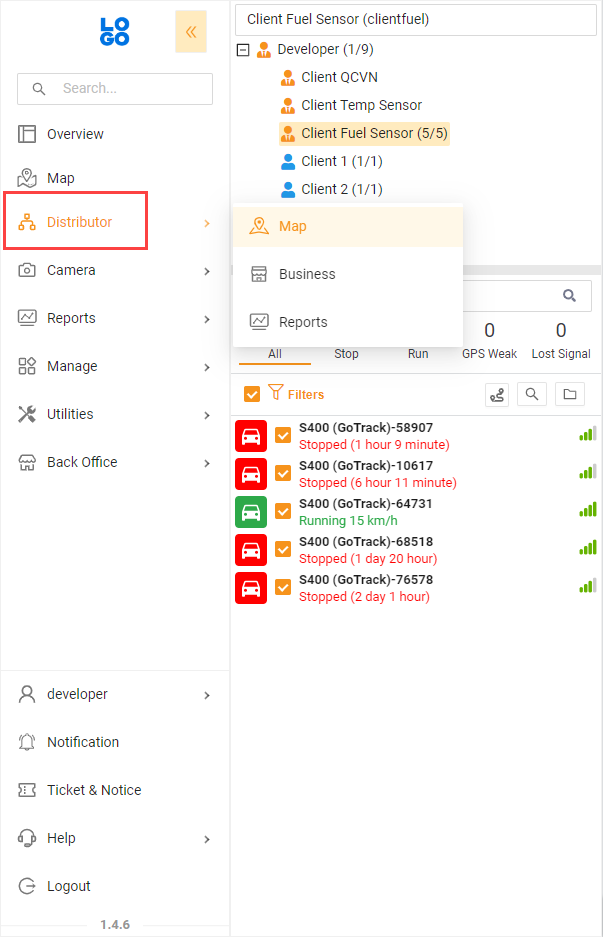 LO
GO
Search...
Overview
Map
Distributor
Camera
Reports
Manage
Utilities
Back Office
developer
Notification
Ticket & Notice
Help
Logout
1.4.6
Client Fuel Sensor (clientfuel)
Developer (1/9)
Client QCVN
Client Temp Sensor
Client Fuel Sensor (5/5)
Client 1 (1/1)
Client 2 (1/1)
Map
Business
Reports
0 0
All Stop Run GPS Weak Lost Signal
Filters
S400 (GoTrack)-58907
Stopped (1 hour 9 minute)
S400 (GoTrack)-10617
Stopped (6 hour 11 minute)
S400 (GoTrack)-64731
Running 15 km/h
S400 (GoTrack)-68518
Stopped (1 day 20 hour)
S400 (GoTrack)-76578
Stopped (2 day 1 hour)